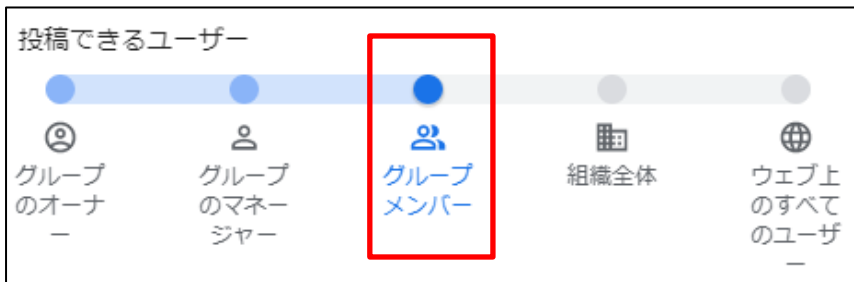 投稿できるユーザー
グループ
のオーナ
ー
グループ
のマネー
ジャー
グループ
メンバー
組織全体
ウェブ上
のすべて
のユーザ
ー